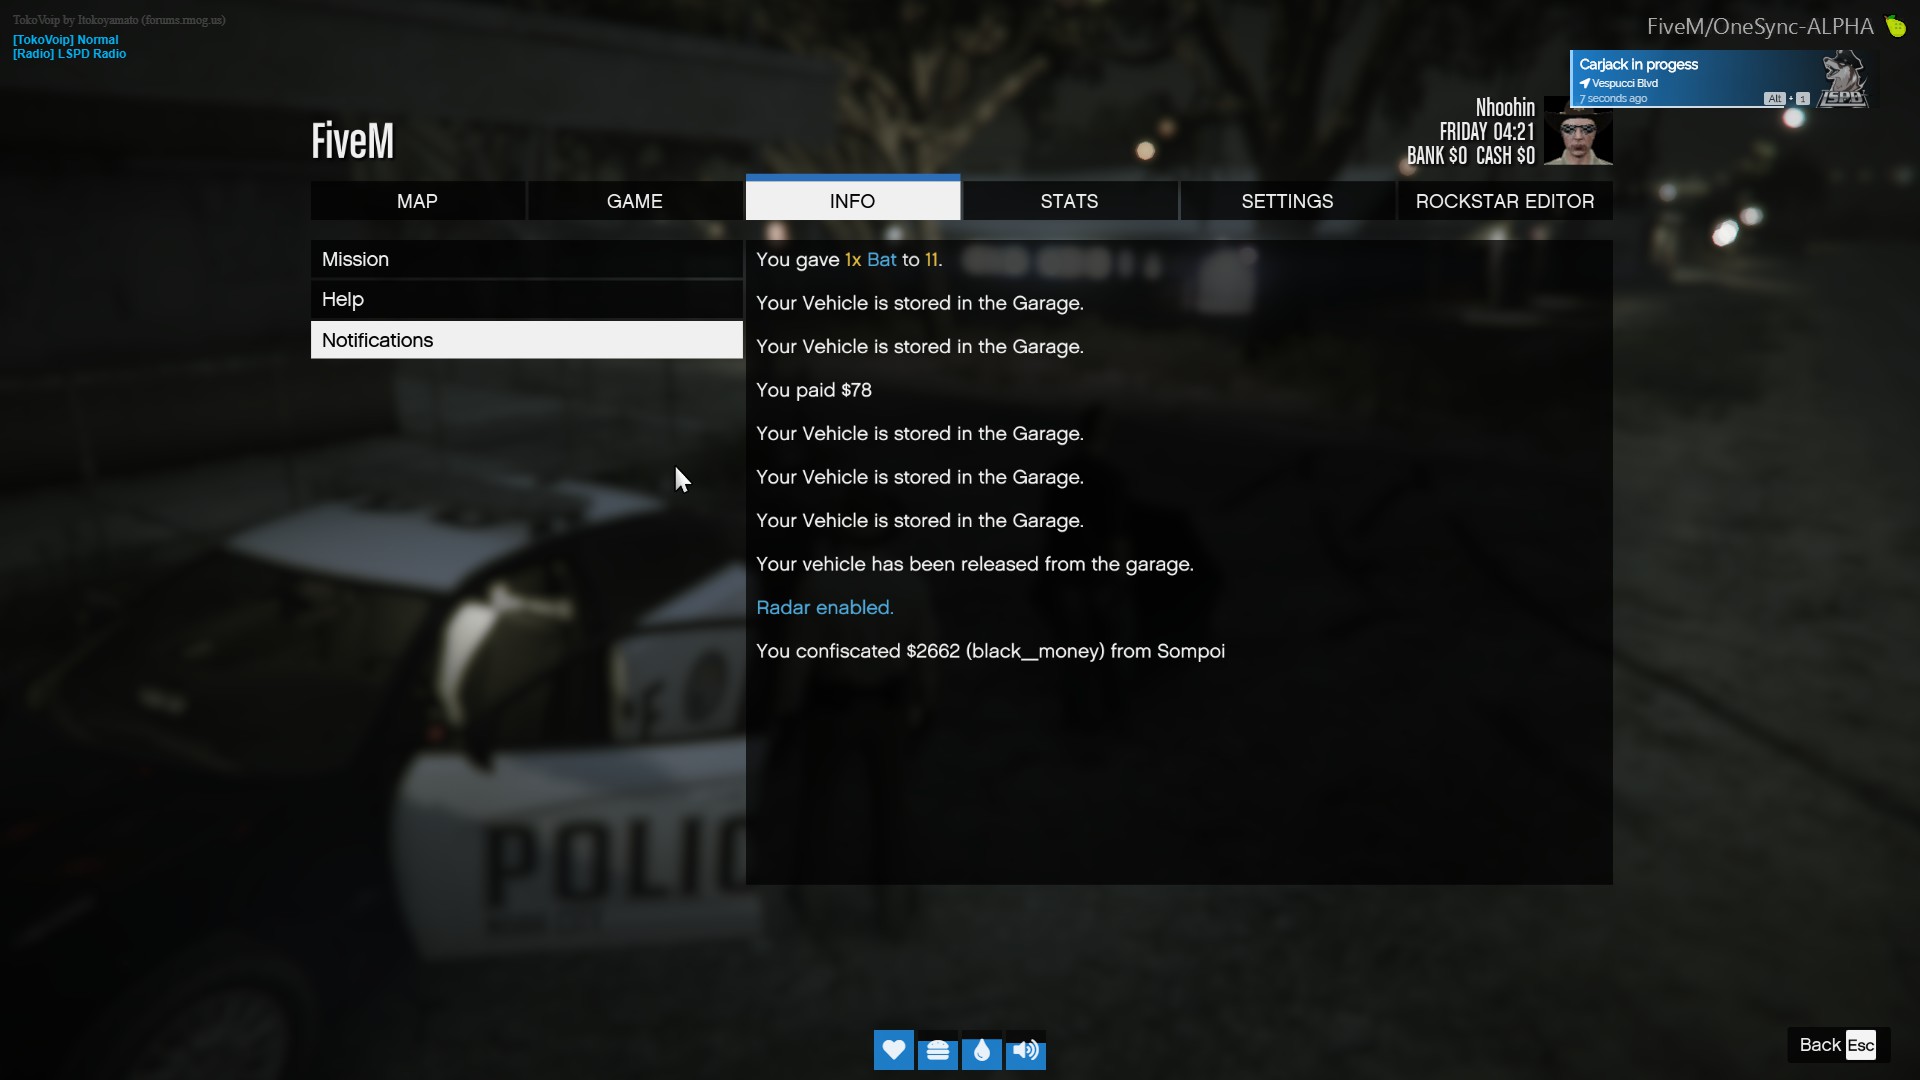 TokoVoip by Itokoyamato (forums.rmog.us)
[TokoVoip] Normal
[Radio] LSPD Radio
FiveM/OneSync-ALPHA
Carjack in progess
Vespucci Blvd
7 seconds ago
Alt + 1
LSPD
FiveM
Nhoohin
FRIDAY 04:21
BANK $0 CASH $0
MAP
GAME
INFO
STATS
SETTINGS
ROCKSTAR EDITOR
Mission
Help
Notifications
You gave 1x Bat to 11.
Your Vehicle is stored in the Garage.
Your Vehicle is stored in the Garage.
You paid $78
Your Vehicle is stored in the Garage.
Your Vehicle is stored in the Garage.
Your Vehicle is stored in the Garage.
Your vehicle has been released from the garage.
Radar enabled.
You confiscated $2662 (black__money) from Sompoi
POLIC
Back Esc